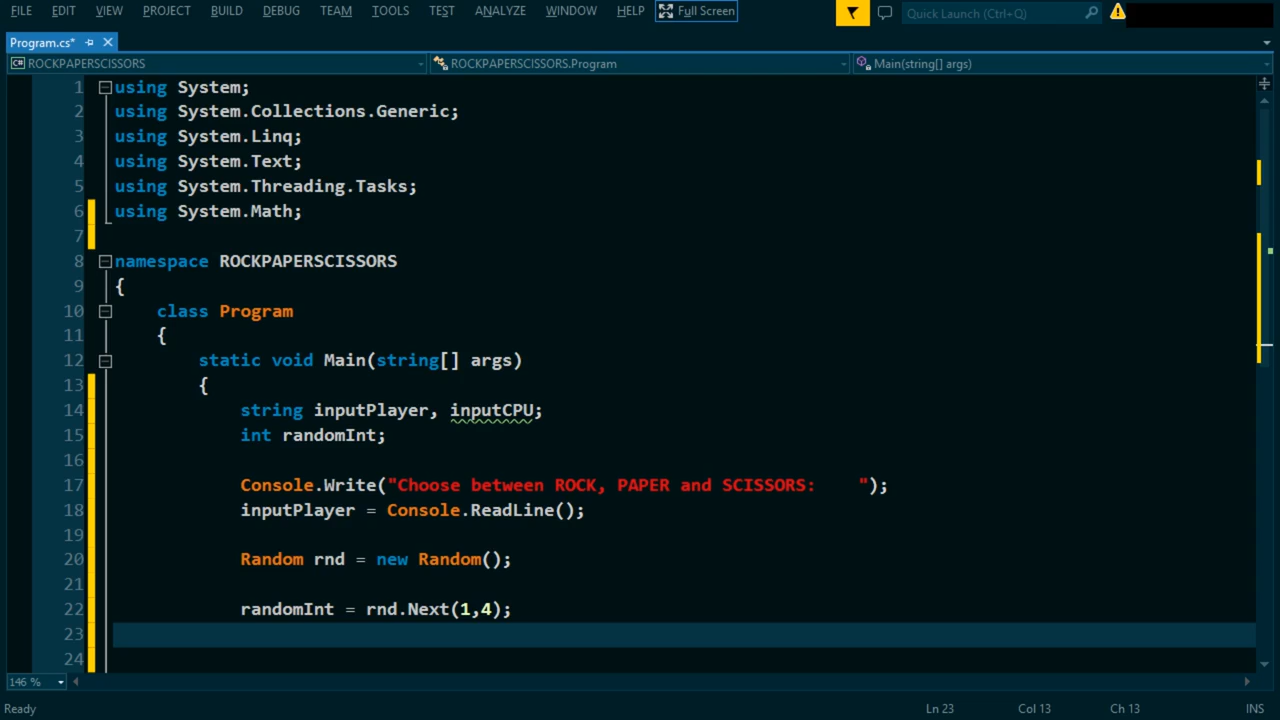 FILE EDIT VIEW PROJECT BUILD DEBUG TEAM TOOLS TEST ANALYZE WINDOW HELP Full Screen Quick Launch (Ctrl+Q)
Program.cs*
ROCKPAPERSCISSORS ROCKPAPERSCISSORS.Program Main(string[] args)
1 using System;
2 using System.Collections.Generic;
3 using System.Linq;
4 using System.Text;
5 using System.Threading.Tasks;
6 using System.Math;
7
8 namespace ROCKPAPERSCISSORS
9 {
10 class Program
11 {
12 static void Main(string[] args)
13 {
14 string inputPlayer, inputCPU;
15 int randomInt;
16
17 Console.Write("Choose between ROCK, PAPER and SCISSORS:    ");
18 inputPlayer = Console.ReadLine();
19
20 Random rnd = new Random();
21
22 randomInt = rnd.Next(1,4);
23
24
146 %
Ready Ln 23 Col 13 Ch 13 INS